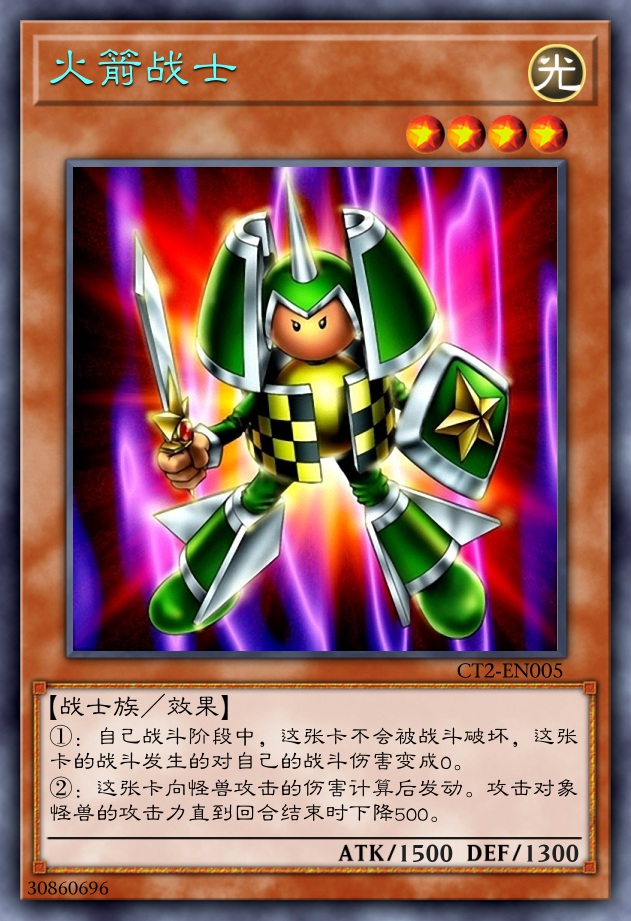 火箭战士
光
CT2-EN005
【战士族／效果】
①：自己战斗阶段中，这张卡不会被战斗破坏，这张
卡的战斗发生的对自己的战斗伤害变成0。
②：这张卡向怪兽攻击的伤害计算后发动。攻击对象
怪兽的攻击力直到回合结束时下降500。
ATK/1500 DEF/1300
30860696